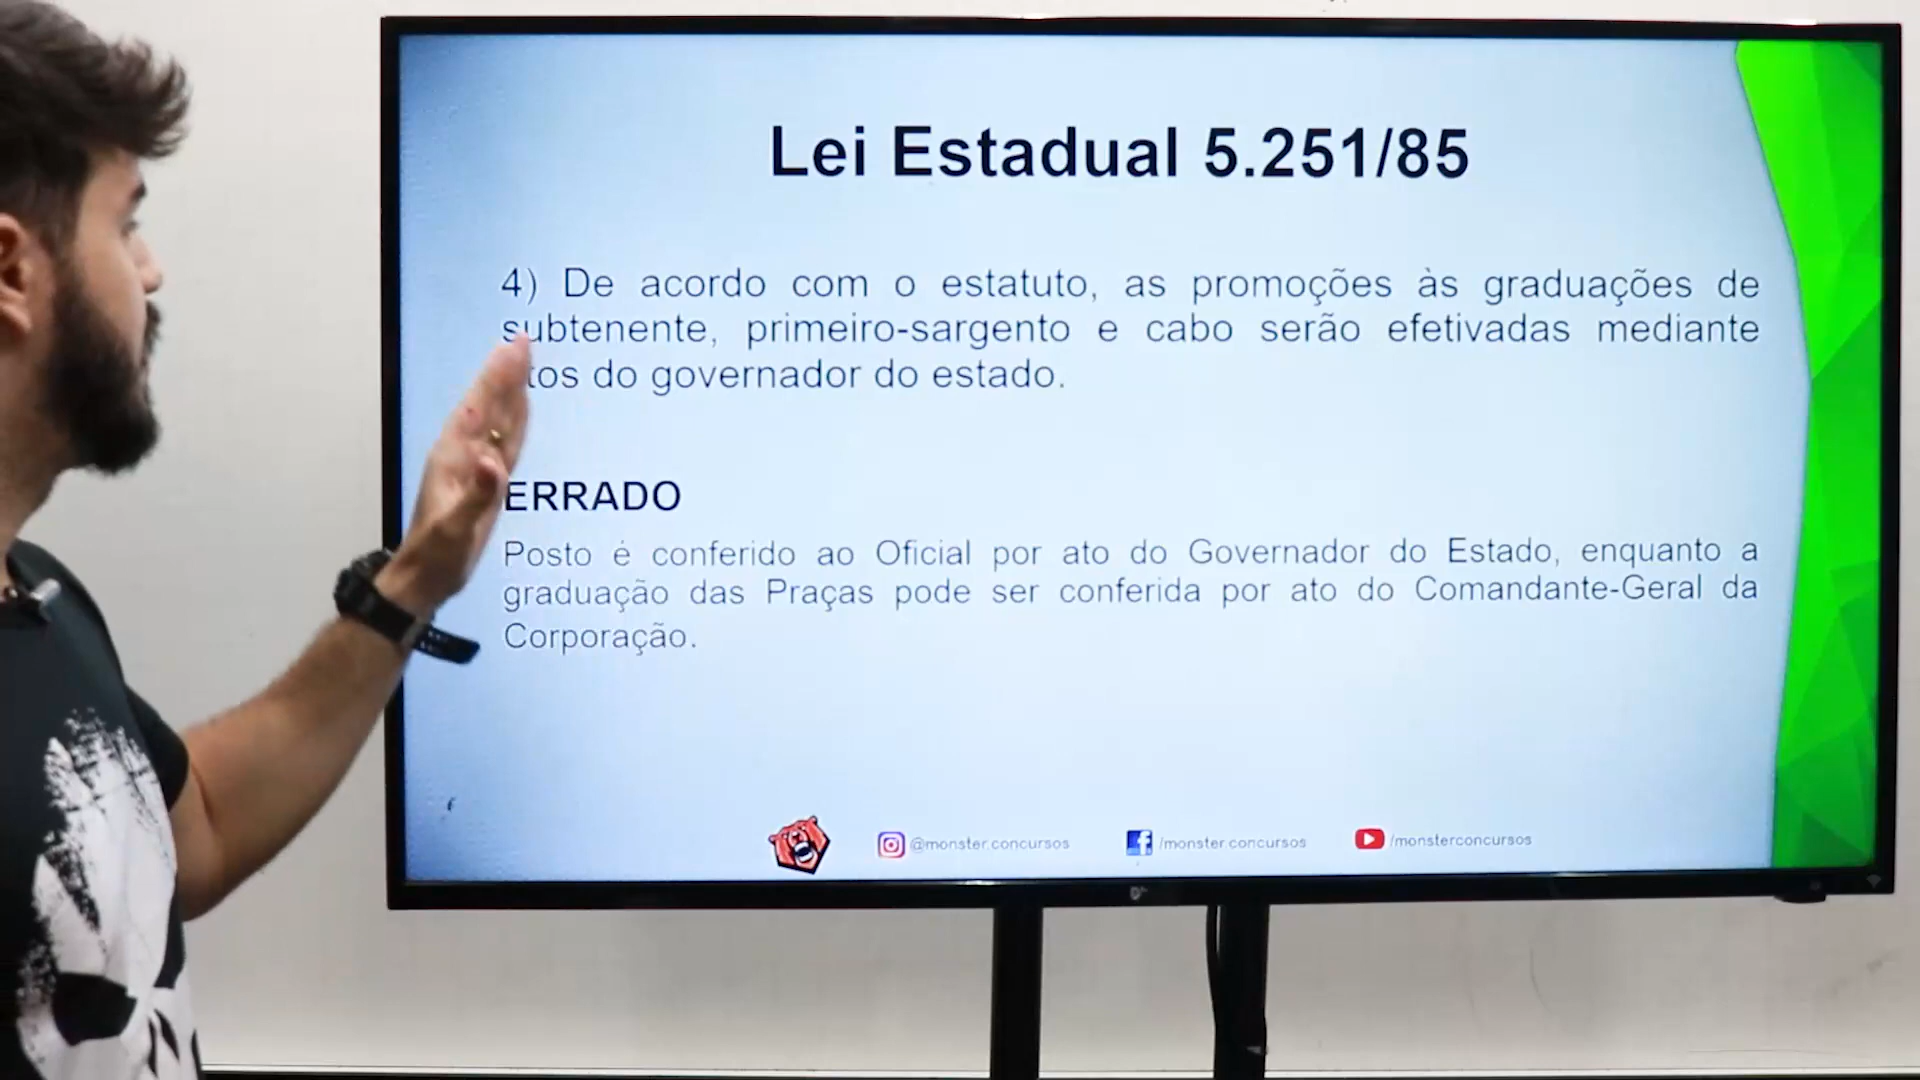 Lei Estadual 5.251/85
4) De acordo com o estatuto, as promoções às graduações de
subtenente, primeiro-sargento e cabo serão efetivadas mediante
tos do governador do estado.
ERRADO
Posto é conferido ao Oficial por ato do Governador do Estado, enquanto a
graduação das Praças pode ser conferida por ato do Comandante-Geral da
Corporação.
@monster.concursos /monster.concursos /monsterconcursos